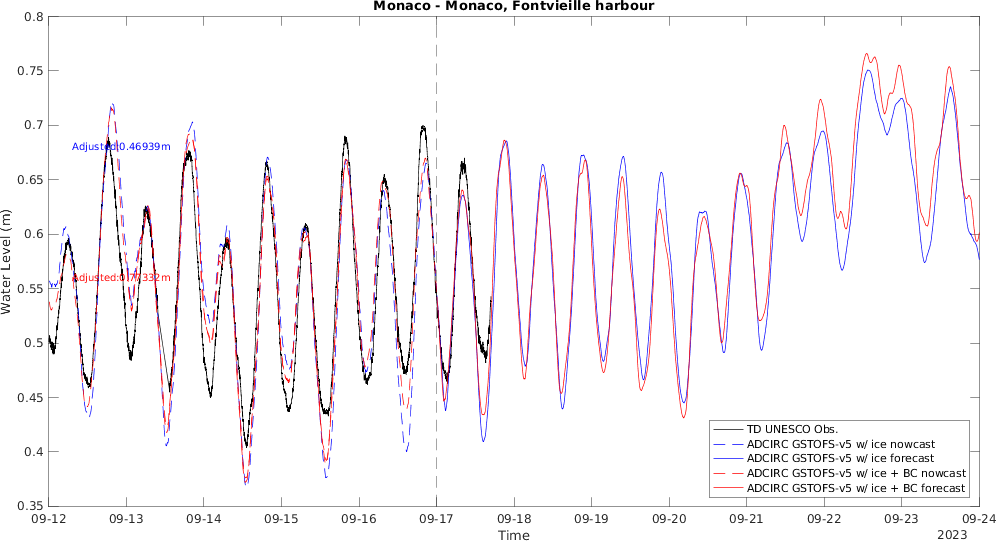 Monaco - Monaco, Fontvieille harbour
0.8
0.75
0.7
0.65
0.6
0.55
0.5
0.45
0.4
0.35
Water Level (m)
Adjusted:0.46939m
TD UNESCO Obs.
ADCIRC GSTOFS-v5 w/ ice nowcast
ADCIRC GSTOFS-v5 w/ ice forecast
ADCIRC GSTOFS-v5 w/ ice + BC nowcast
ADCIRC GSTOFS-v5 w/ ice + BC forecast
09-12 09-13 09-14 09-15 09-16 09-17 09-18 09-19 09-20 09-21 09-22 09-23 09-24
Time
2023